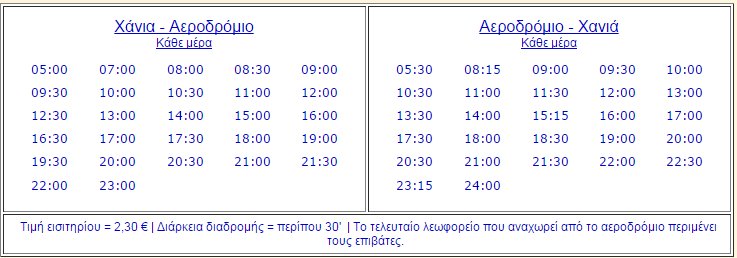 Χάνια - Αεροδρόμιο
Κάθε μέρα
05:00 07:00 08:00 08:30 09:00
09:30 10:00 10:30 11:00 12:00
12:30 13:00 14:00 15:00 16:00
16:30 17:00 17:30 18:00 19:00
19:30 20:00 20:30 21:00 21:30
22:00 23:00
Αεροδρόμιο - Χανιά
Κάθε μέρα
05:30 08:15 09:00 09:30 10:00
10:30 11:00 11:30 12:00 13:00
13:30 14:00 15:15 16:00 17:00
17:30 18:00 18:30 19:00 20:00
20:30 21:00 21:30 22:00 22:30
23:15 24:00
Τιμή εισιτηρίου = 2,30 € | Διάρκεια διαδρομής = περίπου 30' | Το τελευταίο λεωφορείο που αναχωρεί από το αεροδρόμιο περιμένει
τους επιβάτες.